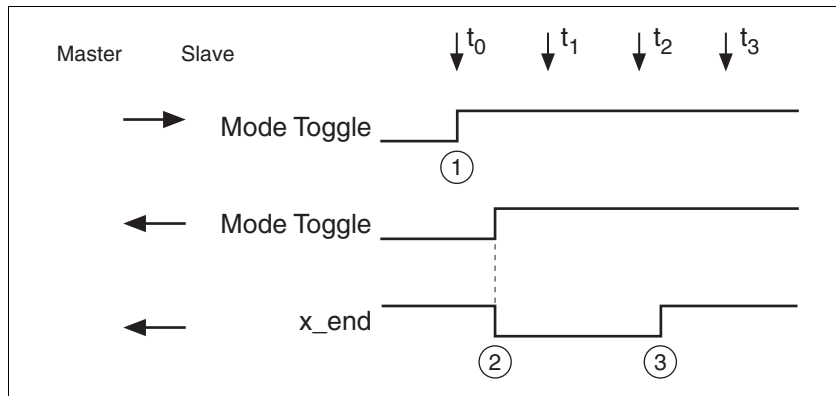 Master Slave t₀ t₁ t₂ t₃
Mode Toggle
1
Mode Toggle
x_end
2 3